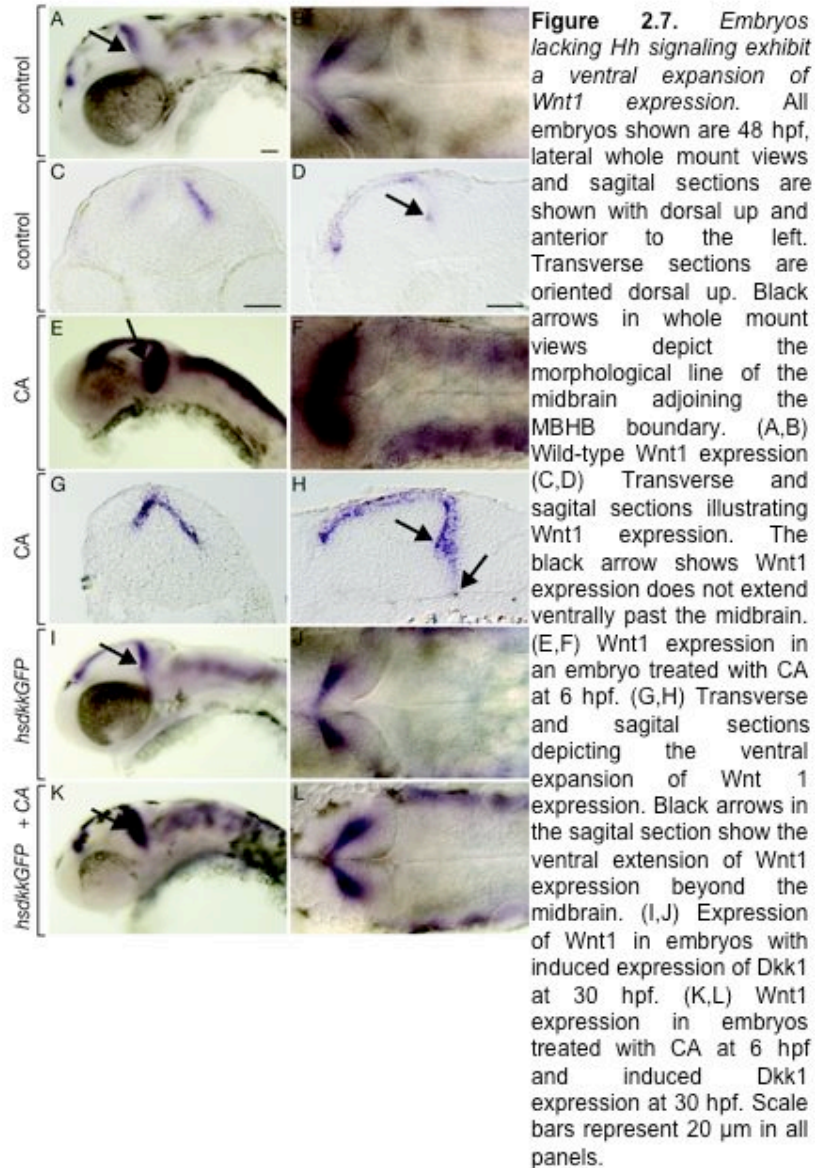 control
A
B
control
C
D
CA
E
F
CA
G
H
hsdkkGFP
I
J
hsdkkGFP + CA
K
L
Figure 2.7. Embryos
lacking Hh signaling exhibit
a ventral expansion of
Wnt1 expression. All
embryos shown are 48 hpf,
lateral whole mount views
and sagital sections are
shown with dorsal up and
anterior to the left.
Transverse sections are
oriented dorsal up. Black
arrows in whole mount
views depict the
morphological line of the
midbrain adjoining the
MBHB boundary. (A,B)
Wild-type Wnt1 expression
(C,D) Transverse and
sagital sections illustrating
Wnt1 expression. The
black arrow shows Wnt1
expression does not extend
ventrally past the midbrain.
(E,F) Wnt1 expression in
an embryo treated with CA
at 6 hpf. (G,H) Transverse
and sagital sections
depicting the ventral
expansion of Wnt 1
expression. Black arrows in
the sagital section show the
ventral extension of Wnt1
expression beyond the
midbrain. (I,J) Expression
of Wnt1 in embryos with
induced expression of Dkk1
at 30 hpf. (K,L) Wnt1
expression in embryos
treated with CA at 6 hpf
and induced Dkk1
expression at 30 hpf. Scale
bars represent 20 µm in all
panels.